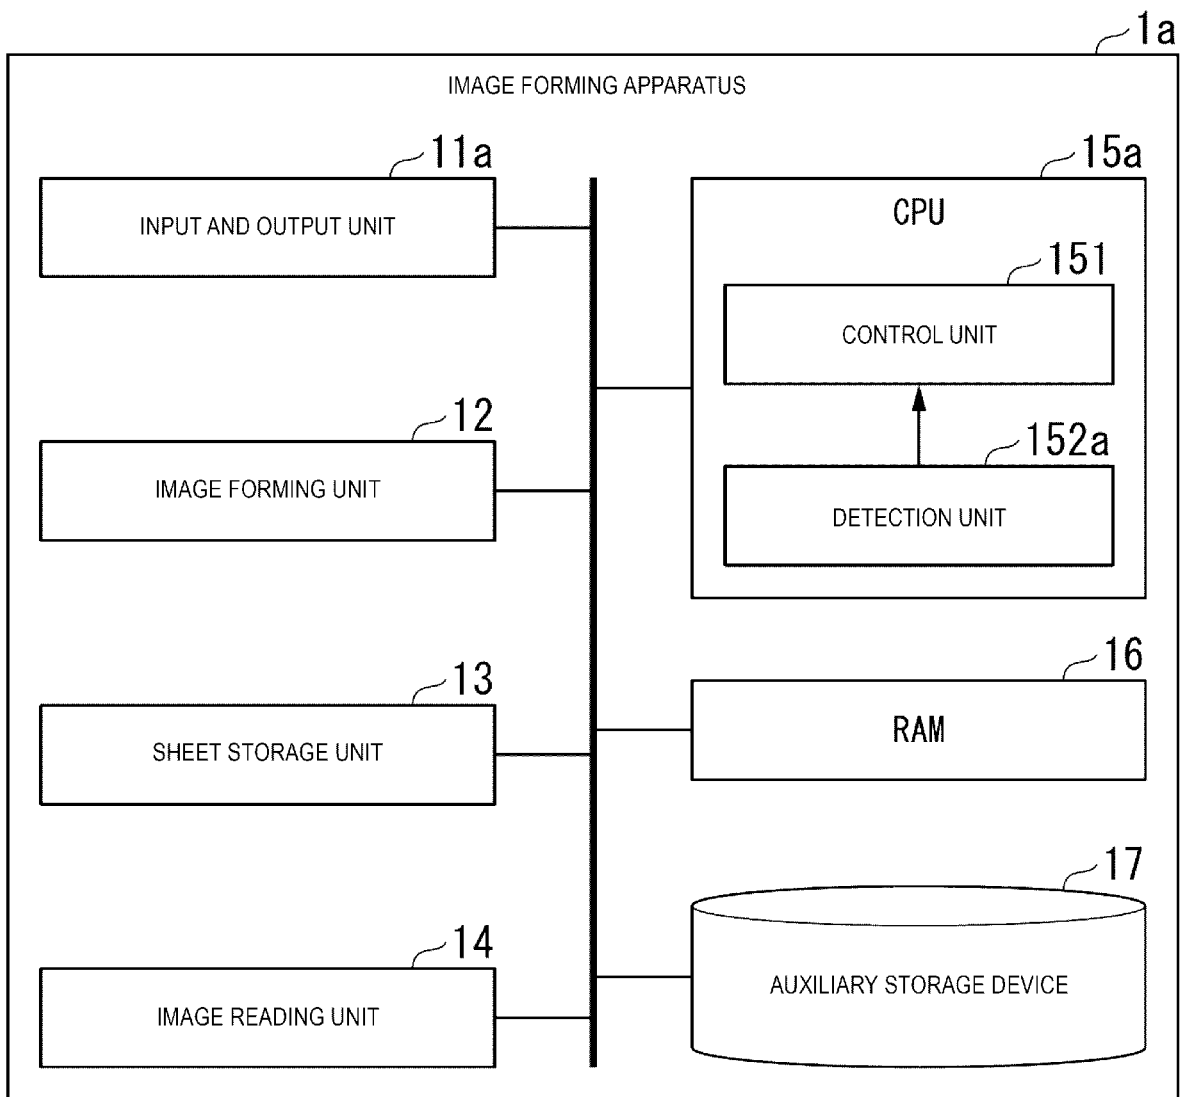 1a
IMAGE FORMING APPARATUS
11a
INPUT AND OUTPUT UNIT
12
IMAGE FORMING UNIT
13
SHEET STORAGE UNIT
14
IMAGE READING UNIT
15a
CPU
151
CONTROL UNIT
152a
DETECTION UNIT
16
RAM
17
AUXILIARY STORAGE DEVICE